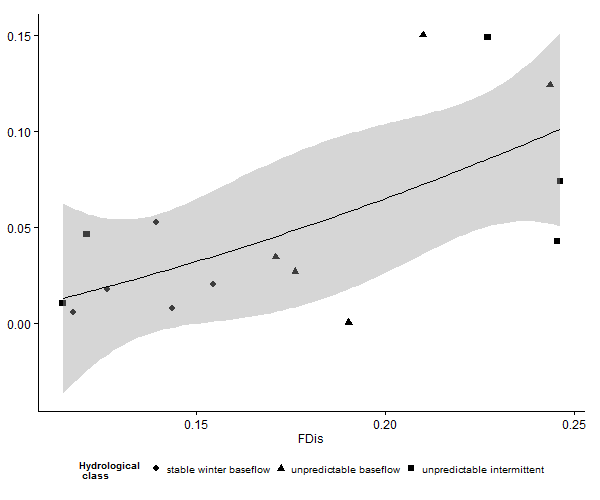 0.15
0.10
0.05
0.00
0.15 0.20 0.25
FDis
Hydrological
class
stable winter baseflow unpredictable baseflow unpredictable intermittent